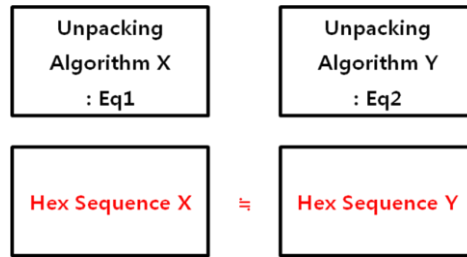 Unpacking
Algorithm X
: Eq1
Unpacking
Algorithm Y
: Eq2
Hex Sequence X ≒ Hex Sequence Y